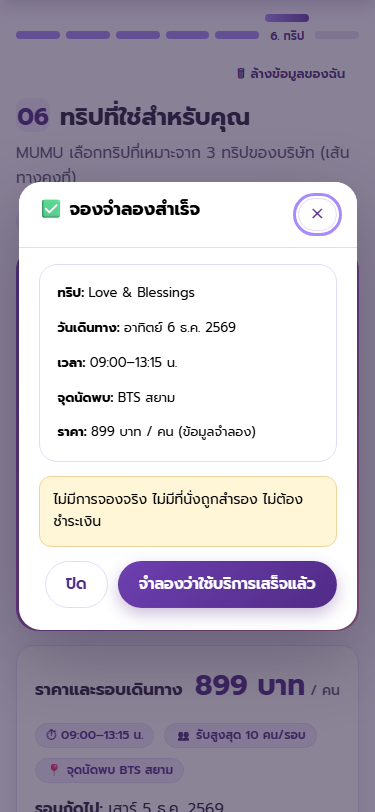 6. ทริป
ล้างข้อมูลของฉัน
06 ทริปที่ใช่สำหรับคุณ
MUMU เลือกทริปที่เหมาะจาก 3 ทริปของบริษัท (เส้น
ทางคงที่)
✅ จองจำลองสำเร็จ
×
ทริป: Love & Blessings
วันเดินทาง: อาทิตย์ 6 ธ.ค. 2569
เวลา: 09:00–13:15 น.
จุดนัดพบ: BTS สยาม
ราคา: 899 บาท / คน (ข้อมูลจำลอง)
ไม่มีการจองจริง ไม่มีที่นั่งถูกสำรอง ไม่ต้อง
ชำระเงิน
ปิด
จำลองว่าใช้บริการเสร็จแล้ว
ราคาและรอบเดินทาง 899 บาท / คน
⏱ 09:00–13:15 น.
👥 รับสูงสุด 10 คน/รอบ
📍 จุดนัดพบ BTS สยาม
รอบถัดไป: เสาร์ 5 ธ.ค. 2569